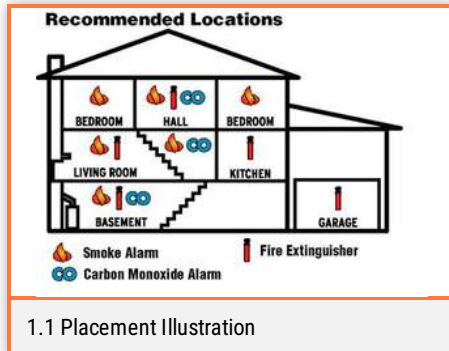 Recommended Locations
BEDROOM HALL BEDROOM
LIVING ROOM KITCHEN
BASEMENT GARAGE
Smoke Alarm Fire Extinguisher
Carbon Monoxide Alarm
1.1 Placement Illustration